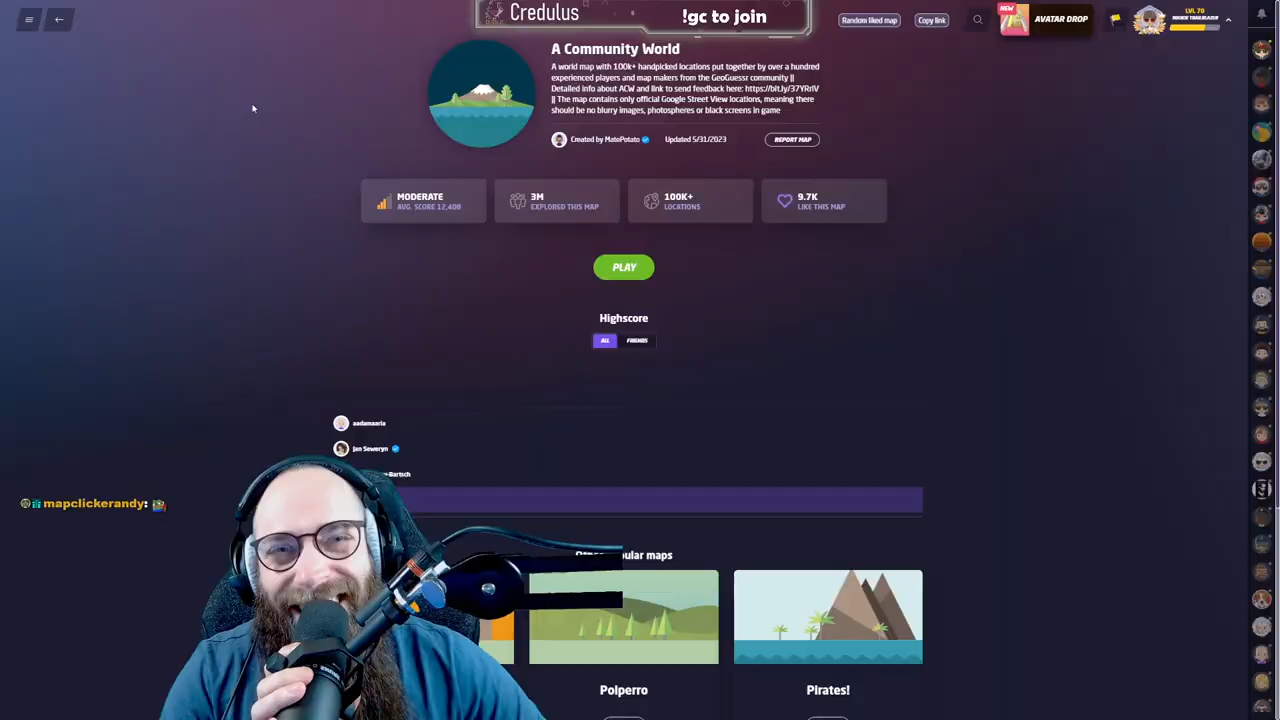 Credulus
!gc to join
Random liked map
Copy link
NEW
AVATAR DROP
LVL 70
A Community World
A world map with 100k+ handpicked locations put together by over a hundred
experienced players and map makers from the GeoGuessr community ||
Detailed info about ACW and link to send feedback here: https://bit.ly/37YRrIV
|| The map contains only official Google Street View locations, meaning there
should be no blurry images, photospheres or black screens in game
Created by MatePotato
Updated 5/31/2023
REPORT MAP
MODERATE
AVG. SCORE 12,400
3M
EXPLORED THIS MAP
100K+
LOCATIONS
9.7K
LIKE THIS MAP
PLAY
Highscore
ALL
FRIENDS
aadamaaria
Jan Seweryn
-Bartsch
mapclickerandy:
Polperro
Pirates!